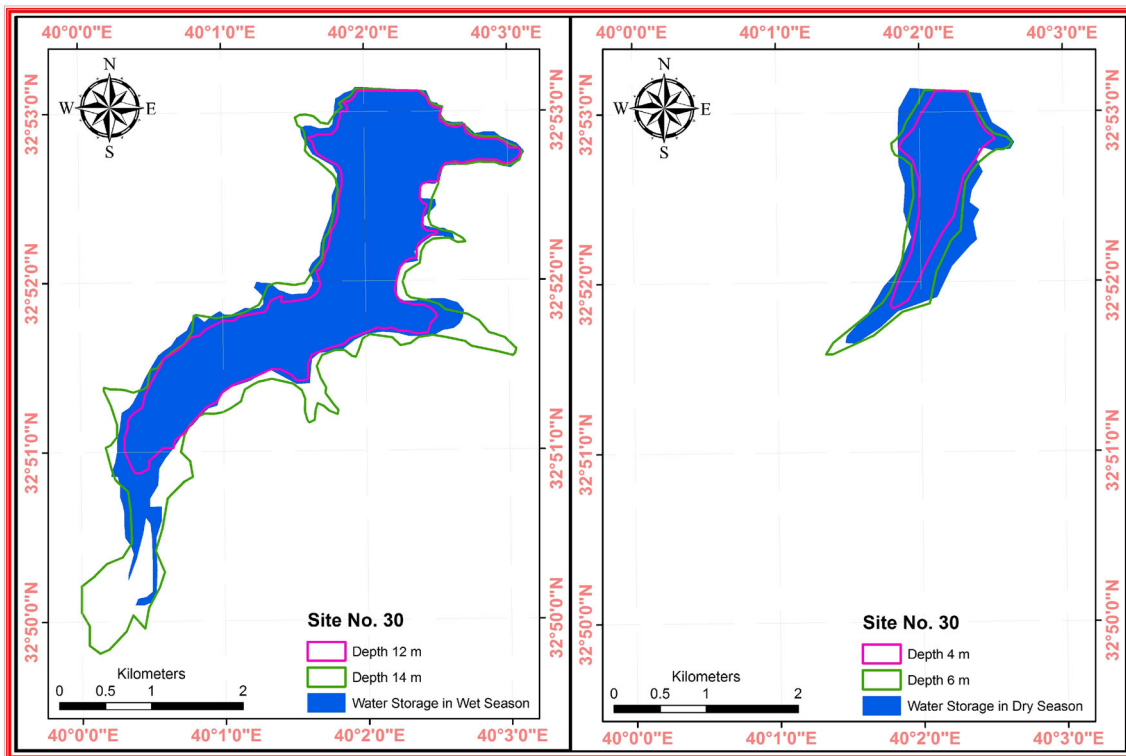 40°0'0"E 40°1'0"E 40°2'0"E 40°3'0"E
N
W E
S
32°53'0"N
32°52'0"N
32°51'0"N
32°50'0"N
32°53'0"N
32°52'0"N
32°51'0"N
32°50'0"N
Site No. 30
Depth 12 m
Depth 14 m
Water Storage in Wet Season
Kilometers
0 0.5 1 2
40°0'0"E 40°1'0"E 40°2'0"E 40°3'0"E
40°0'0"E 40°1'0"E 40°2'0"E 40°3'0"E
N
W E
S
32°53'0"N
32°52'0"N
32°51'0"N
32°50'0"N
32°53'0"N
32°52'0"N
32°51'0"N
32°50'0"N
Site No. 30
Depth 4 m
Depth 6 m
Water Storage in Dry Season
Kilometers
0 0.5 1 2
40°0'0"E 40°1'0"E 40°2'0"E 40°3'0"E